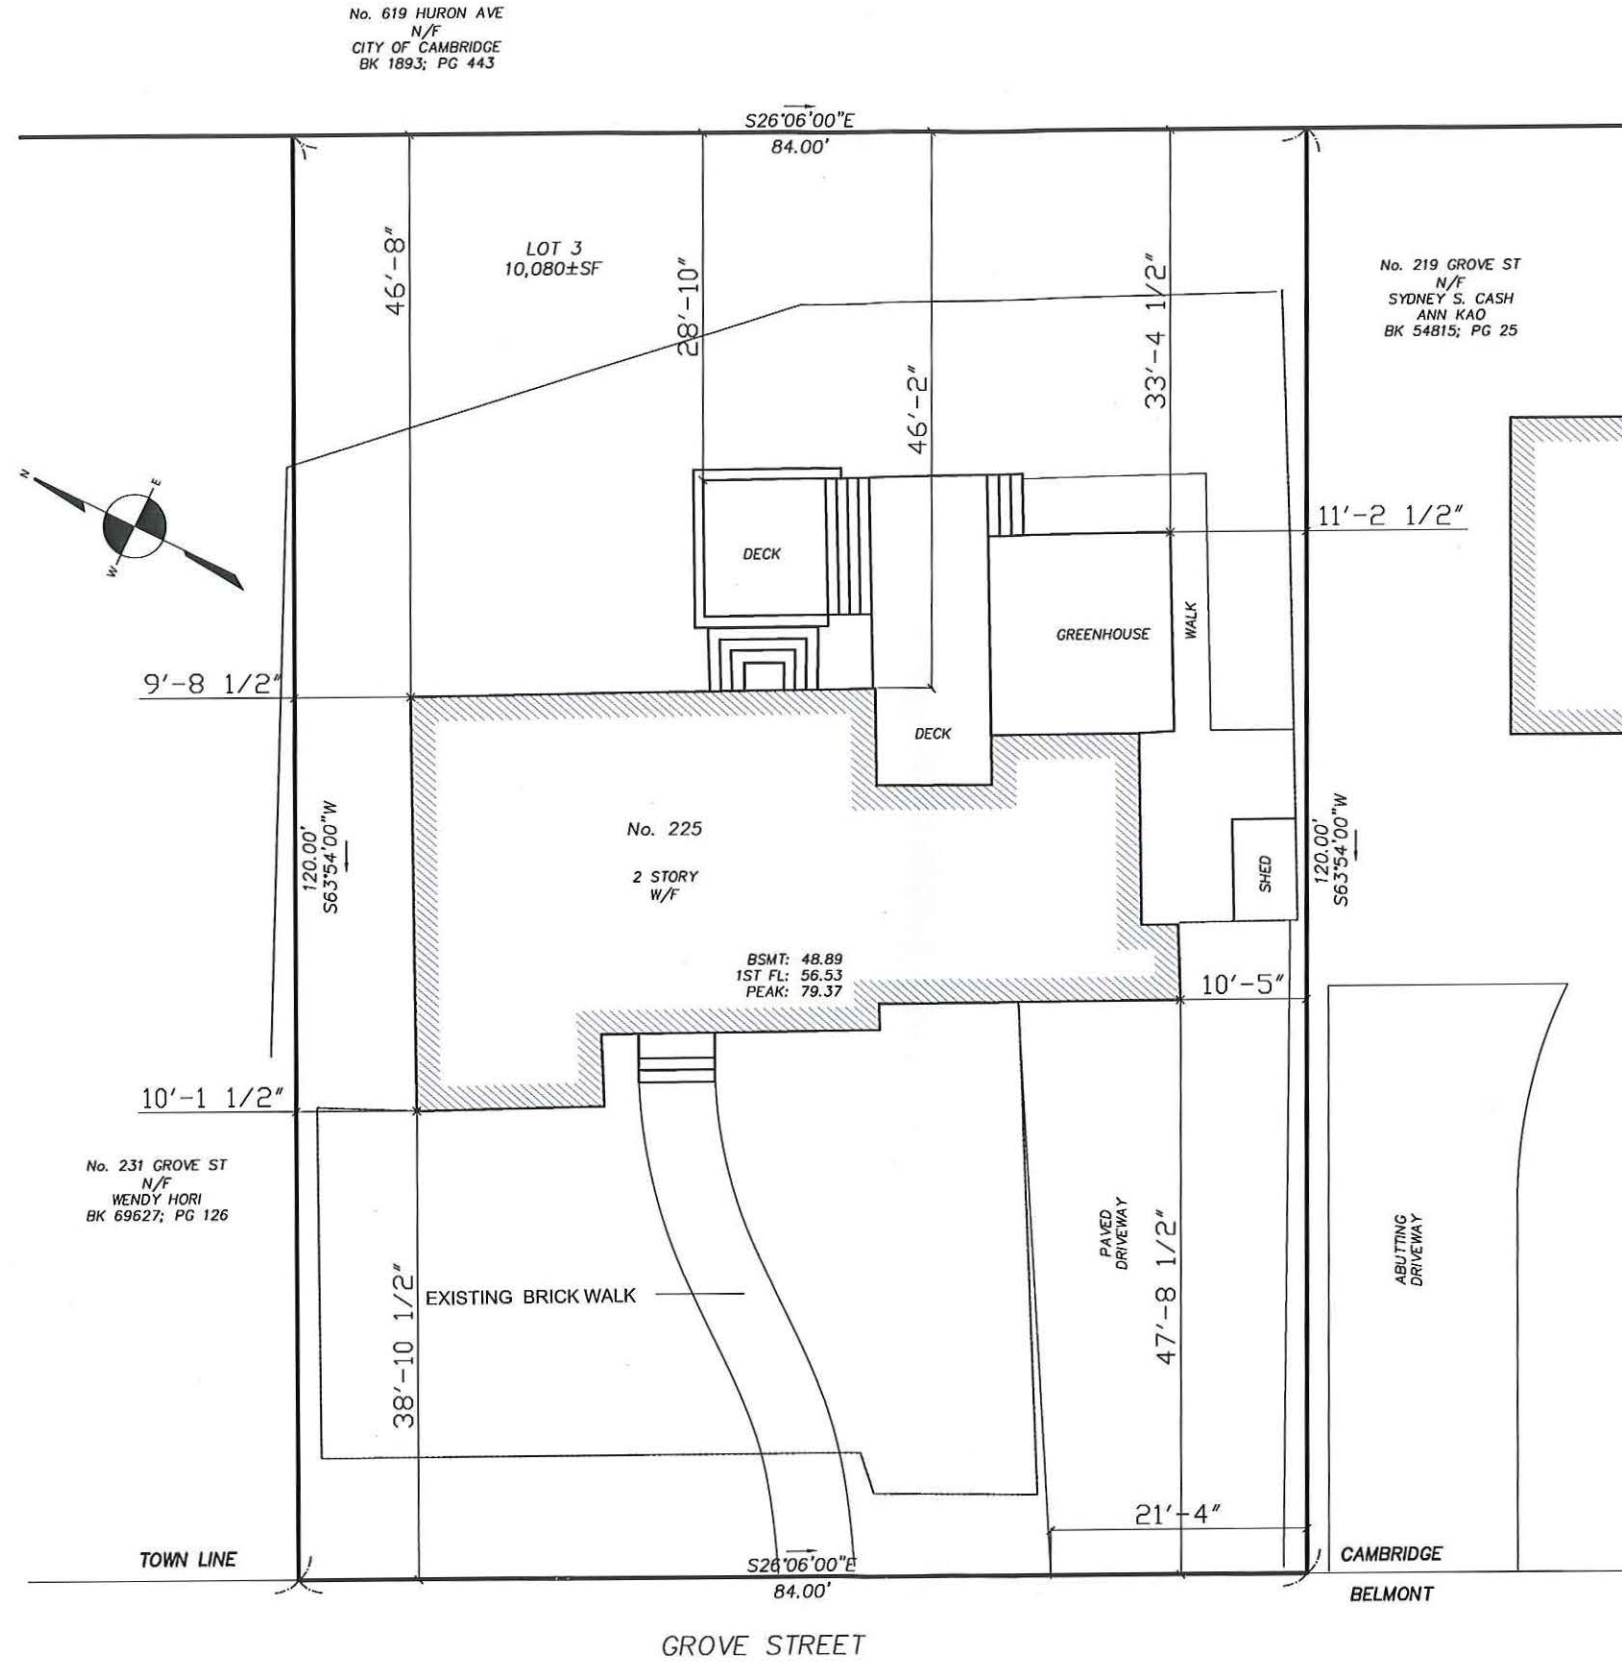 No. 619 HURON AVE
N/F
CITY OF CAMBRIDGE
BK 1893; PG 443
S26°06'00"E
84.00'
46'-8"
LOT 3
10,080±SF
28'-10"
46'-2"
33'-4 1/2"
No. 219 GROVE ST
N/F
SYDNEY S. CASH
ANN KAO
BK 54815; PG 25
N
E
W
11'-2 1/2"
DECK
GREENHOUSE
WALK
9'-8 1/2"
DECK
No. 225
2 STORY
W/F
120.00'
S63°54'00"W
SHED
120.00'
S63°54'00"W
BSMT: 48.89
1ST FL: 56.53
PEAK: 79.37
10'-5"
10'-1 1/2"
No. 231 GROVE ST
N/F
WENDY HORI
BK 69627; PG 126
38'-10 1/2"
EXISTING BRICK WALK
PAVED
DRIVEWAY
47'-8 1/2"
ABUTTING
DRIVEWAY
21'-4"
TOWN LINE
S26°06'00"E
84.00'
CAMBRIDGE
BELMONT
GROVE STREET